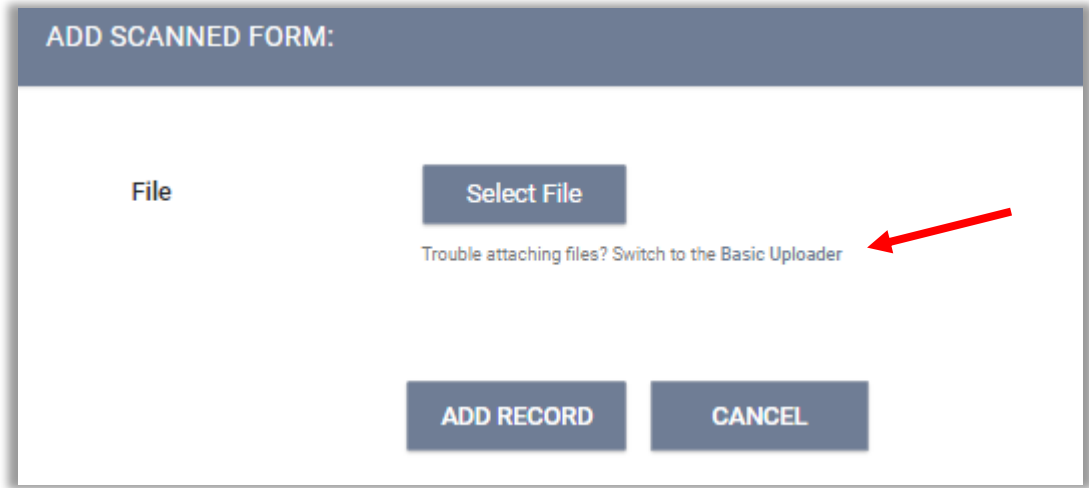 ADD SCANNED FORM:
File
Select File
Trouble attaching files? Switch to the Basic Uploader
ADD RECORD
CANCEL